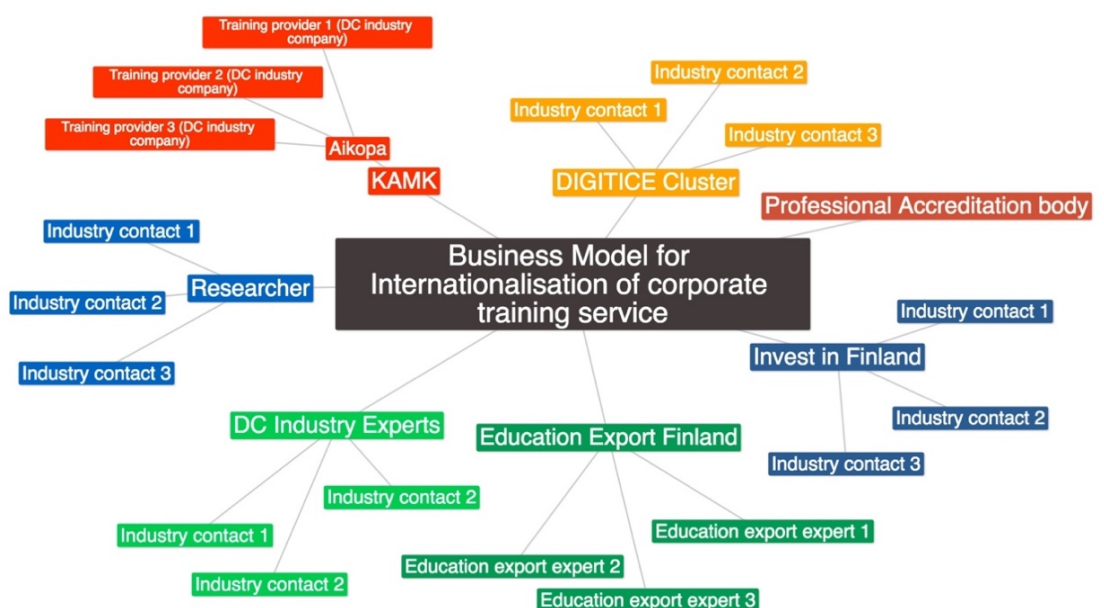 Training provider 1 (DC industry
company)
Training provider 2 (DC industry
company)
Training provider 3 (DC industry
company)
Aikopa
KAMK
Industry contact 2
Industry contact 1
Industry contact 3
DIGITICE Cluster
Professional Accreditation body
Business Model for
Internationalisation of corporate
training service
Industry contact 1
Researcher
Industry contact 2
Industry contact 3
Industry contact 1
Invest in Finland
Industry contact 2
Industry contact 3
DC Industry Experts
Industry contact 2
Industry contact 1
Industry contact 2
Education Export Finland
Education export expert 1
Education export expert 2
Education export expert 3